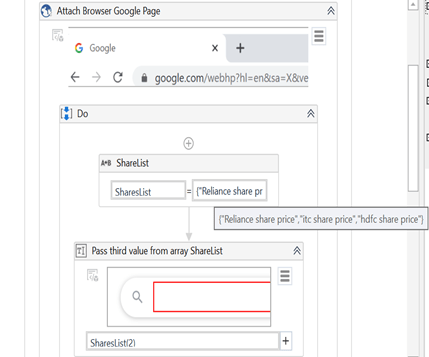 Attach Browser Google Page
Google
google.com/webhp?hl=en&sa=X&ve
Do
A*B ShareList
SharesList = {"Reliance share pr
{"Reliance share price","itc share price","hdfc share price"}
Pass third value from array ShareList
SharesList(2)